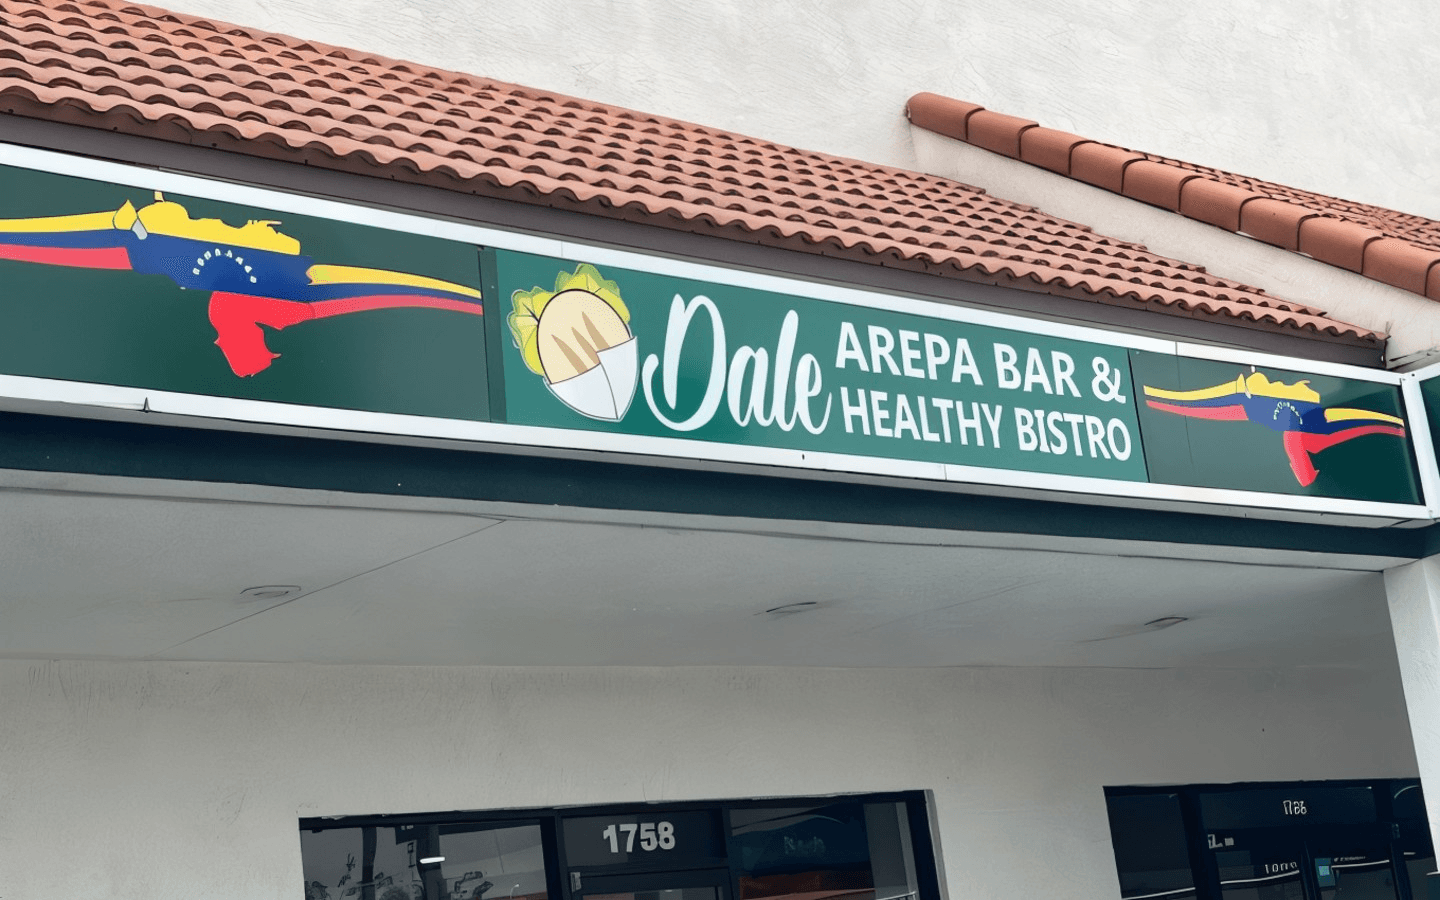 Dale
AREPA BAR &
HEALTHY BISTRO
1758